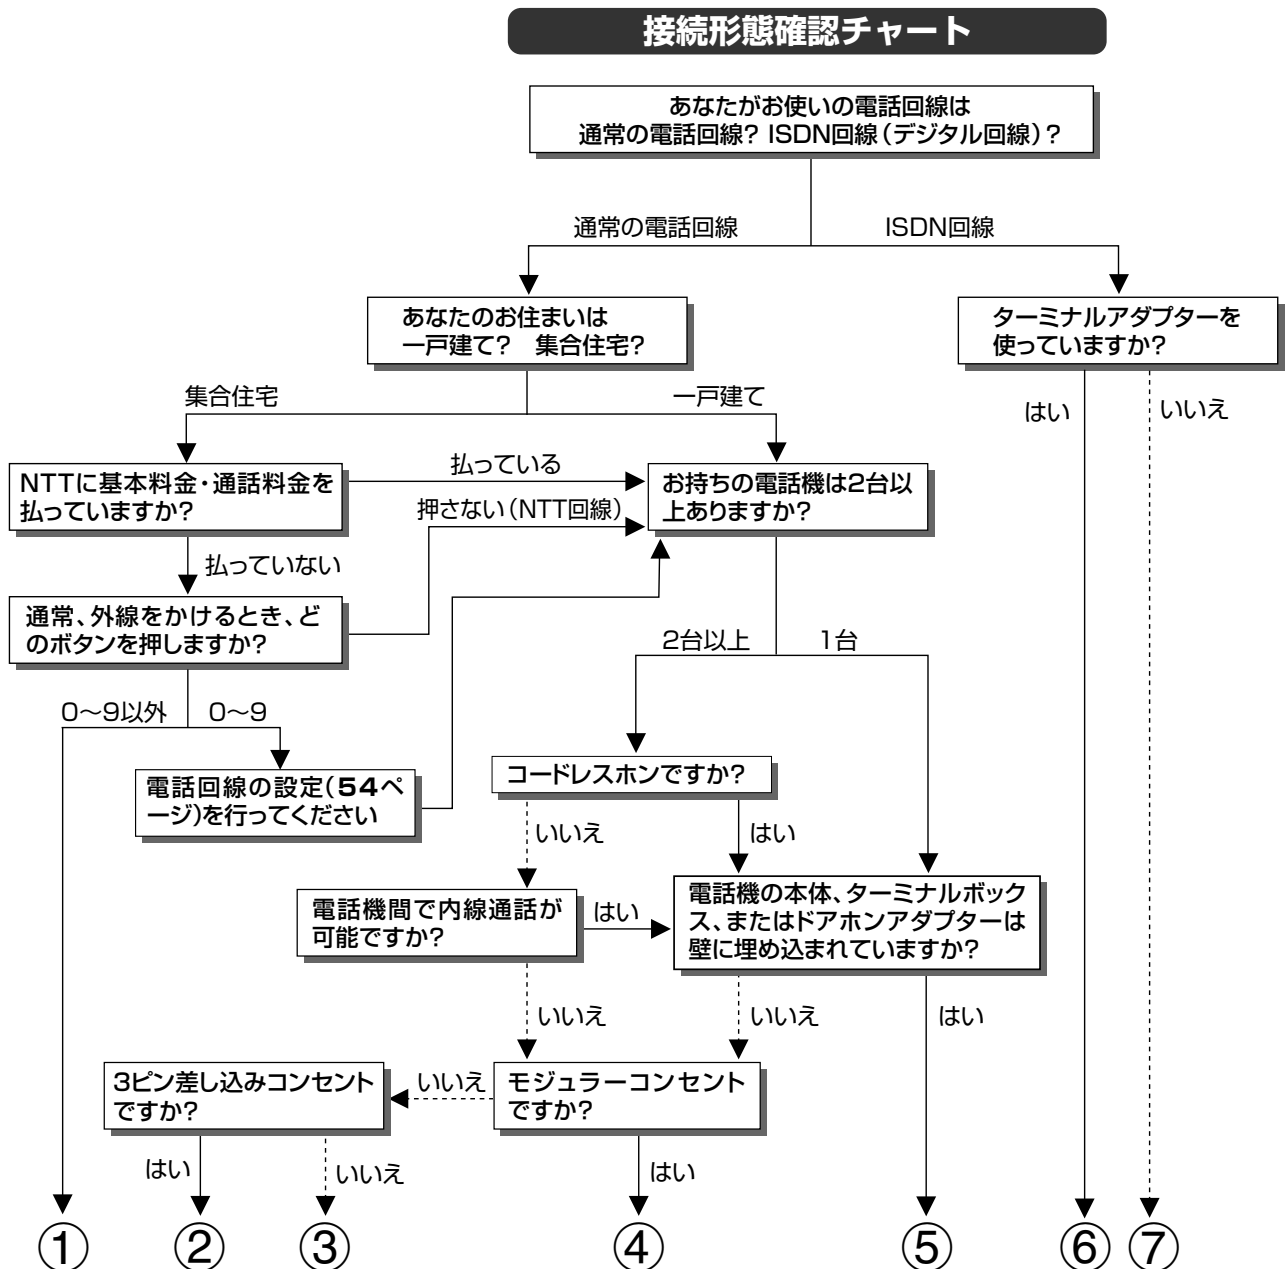 接続形態確認チャート
あなたがお使いの電話回線は
通常の電話回線? ISDN回線(デジタル回線)?
通常の電話回線
ISDN回線
あなたのお住まいは
一戸建て? 集合住宅?
ターミナルアダプターを
使っていますか?
集合住宅
一戸建て
はい
いいえ
NTTに基本料金・通話料金を
払っていますか?
払っている
お持ちの電話機は2台以
上ありますか?
押さない(NTT回線)
払っていない
通常、外線をかけるとき、ど
のボタンを押しますか?
2台以上
1台
0〜9以外
0〜9
電話回線の設定(54ペ
ージ)を行ってください
コードレスホンですか?
いいえ
はい
電話機間で内線通話が
可能ですか?
はい
電話機の本体、ターミナルボック
ス、またはドアホンアダプターは
壁に埋め込まれていますか?
いいえ
いいえ
はい
3ピン差し込みコンセント
ですか?
いいえ
モジュラーコンセント
ですか?
はい
いいえ
はい
①
②
③
④
⑤
⑥
⑦